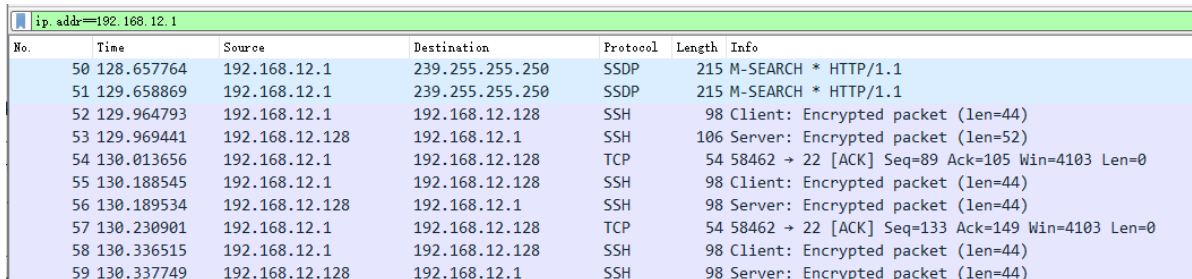 ip.addr==192.168.12.1
No. Time Source Destination Protocol Length Info
50 128.657764 192.168.12.1 239.255.255.250 SSDP 215 M-SEARCH * HTTP/1.1
51 129.658869 192.168.12.1 239.255.255.250 SSDP 215 M-SEARCH * HTTP/1.1
52 129.964793 192.168.12.1 192.168.12.128 SSH 98 Client: Encrypted packet (len=44)
53 129.969441 192.168.12.128 192.168.12.1 SSH 106 Server: Encrypted packet (len=52)
54 130.013656 192.168.12.1 192.168.12.128 TCP 54 58462 → 22 [ACK] Seq=89 Ack=105 Win=4103 Len=0
55 130.188545 192.168.12.1 192.168.12.128 SSH 98 Client: Encrypted packet (len=44)
56 130.189534 192.168.12.128 192.168.12.1 SSH 98 Server: Encrypted packet (len=44)
57 130.230901 192.168.12.1 192.168.12.128 TCP 54 58462 → 22 [ACK] Seq=133 Ack=149 Win=4103 Len=0
58 130.336515 192.168.12.1 192.168.12.128 SSH 98 Client: Encrypted packet (len=44)
59 130.337749 192.168.12.128 192.168.12.1 SSH 98 Server: Encrypted packet (len=44)